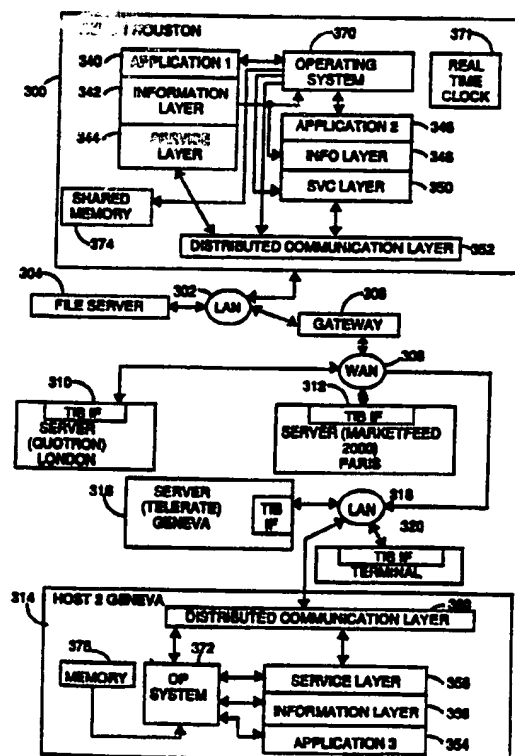 HOUSTON
370
371
340
APPLICATION 1
OPERATING
SYSTEM
REAL
TIME
CLOCK
300
342
INFORMATION
LAYER
344
SERVICE
LAYER
APPLICATION 2
346
INFO LAYER
348
SVC LAYER
350
SHARED
MEMORY
374
DISTRIBUTED COMMUNICATION LAYER
352
304
302
FILE SERVER
LAN
GATEWAY
308
WAN
310
312
TIB IF
SERVER
(QUOTRON)
LONDON
TIB IF
SERVER (MARKETFEED
2000)
PARIS
316
SERVER
(TELERATE)
GENEVA
TIB
IF
318
LAN
320
TIB IF
TERMINAL
314
HOST 2 GENEVA
DISTRIBUTED COMMUNICATION LAYER
372
MEMORY
OP
SYSTEM
SERVICE LAYER
358
INFORMATION LAYER
356
APPLICATION 3
354